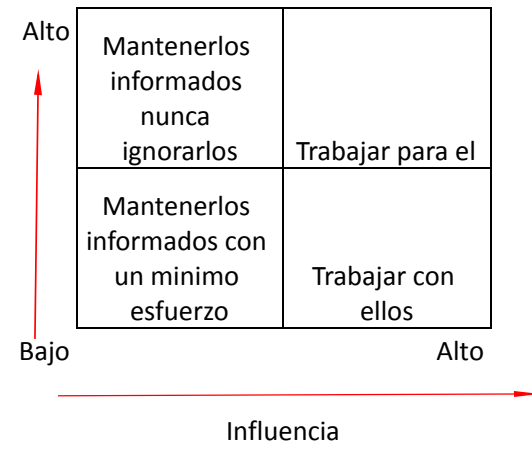 Alto
Mantenerlos
informados
nunca
ignorarlos
Trabajar para el
Mantenerlos
informados con
un minimo
esfuerzo
Trabajar con
ellos
Bajo
Alto
Influencia